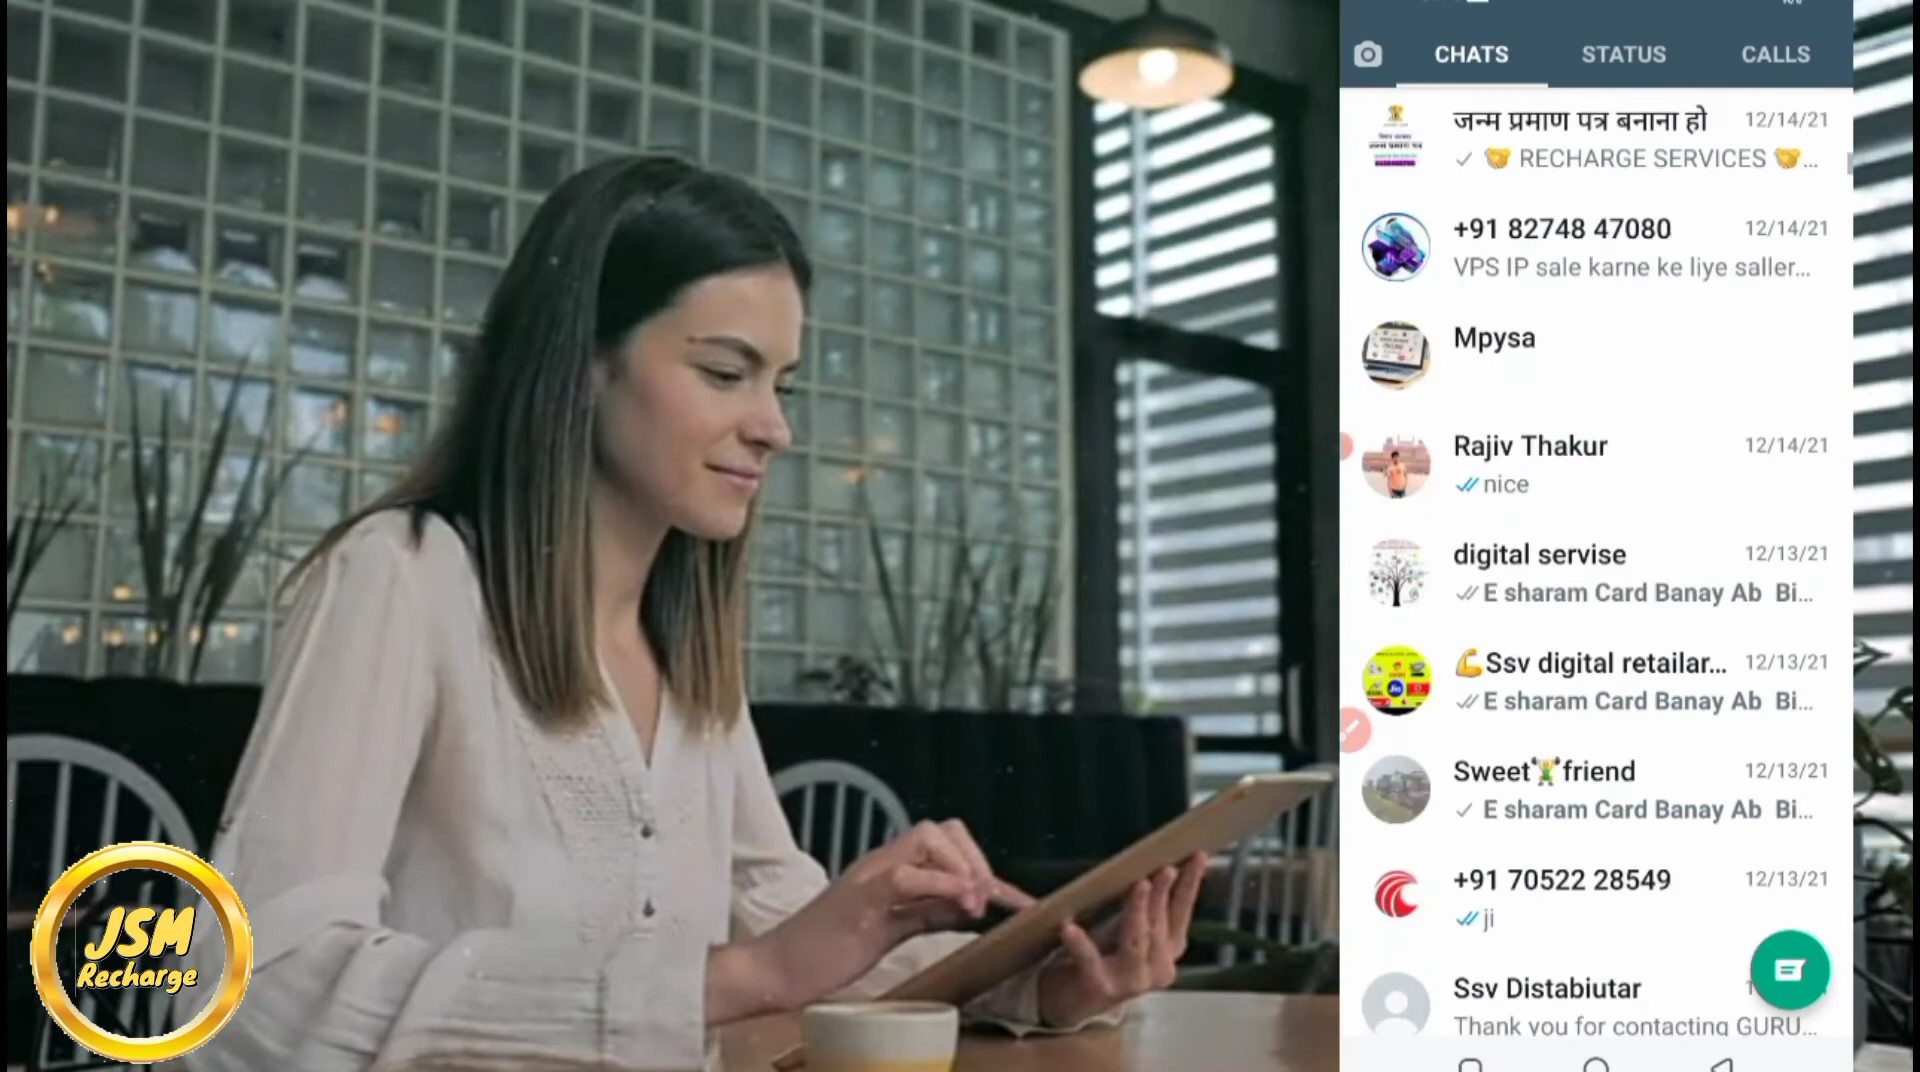 CHATS STATUS CALLS
जन्म प्रमाण पत्र बनाना हो 12/14/21
🤝 RECHARGE SERVICES 🤝...
+91 82748 47080 12/14/21
VPS IP sale karne ke liye saller...
Mpysa
Rajiv Thakur 12/14/21
nice
digital servise 12/13/21
E sharam Card Banay Ab Bi...
💪Ssv digital retailar... 12/13/21
E sharam Card Banay Ab Bi...
Sweet🏋friend 12/13/21
E sharam Card Banay Ab Bi...
+91 70522 28549 12/13/21
ji
Ssv Distabiutar
Thank you for contacting GURU...
JSM
Recharge